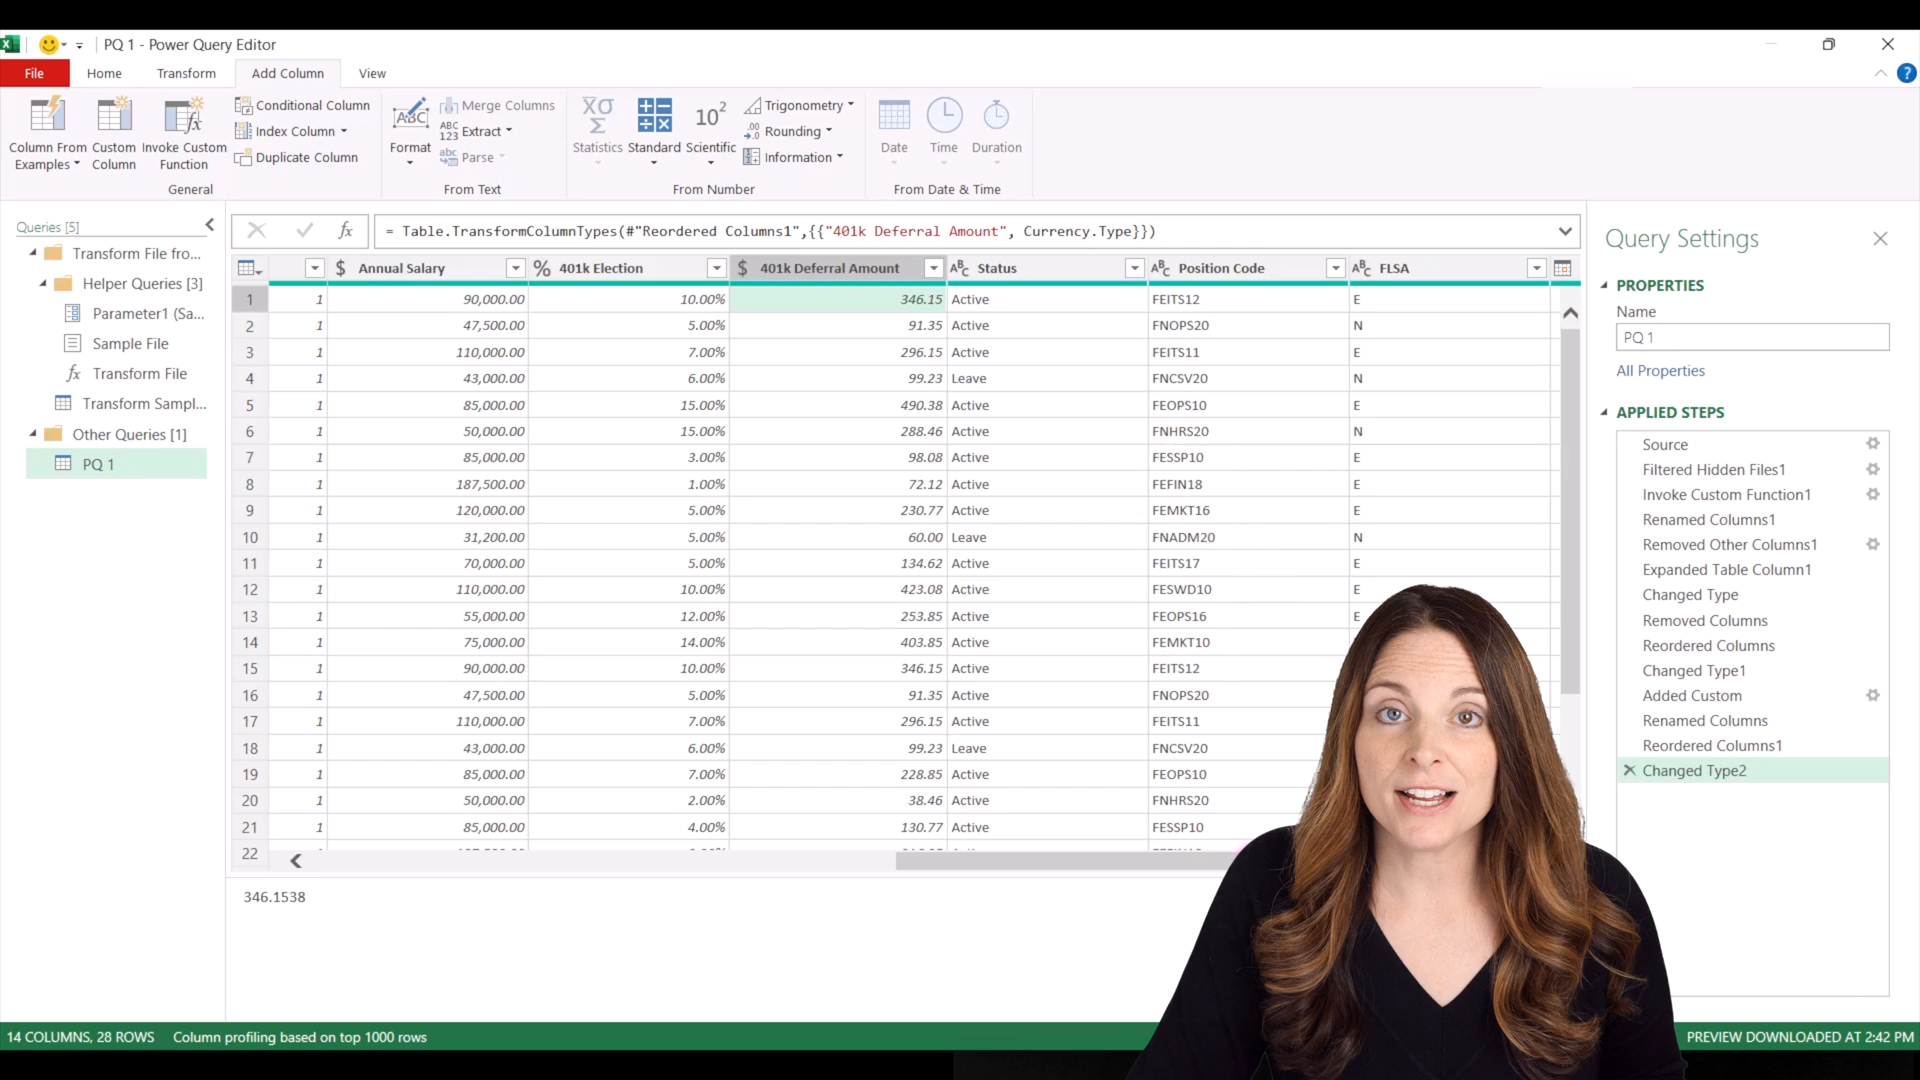 PQ 1 - Power Query Editor
File Home Transform Add Column View
Column From Examples
Custom Column
Invoke Custom Function
Conditional Column
Index Column
Duplicate Column
General
Format
Merge Columns
Extract
Parse
From Text
Statistics
Standard
Scientific
Trigonometry
Rounding
Information
From Number
Date
Time
Duration
From Date & Time
Queries [5]
Transform File fro...
Helper Queries [3]
Parameter1 (Sa...
Sample File
Transform File
Transform Sampl...
Other Queries [1]
PQ 1
= Table.TransformColumnTypes(#"Reordered Columns1",{{"401k Deferral Amount", Currency.Type}})
$ Annual Salary % 401k Election $ 401k Deferral Amount ABC Status ABC Position Code ABC FLSA
1 1 90,000.00 10.00% 346.15 Active FEITS12 E
2 1 47,500.00 5.00% 91.35 Active FNOPS20 N
3 1 110,000.00 7.00% 296.15 Active FEITS11 E
4 1 43,000.00 6.00% 99.23 Leave FNCSV20 N
5 1 85,000.00 15.00% 490.38 Active FEOPS10 E
6 1 50,000.00 15.00% 288.46 Active FNHRS20 N
7 1 85,000.00 3.00% 98.08 Active FESSP10 E
8 1 187,500.00 1.00% 72.12 Active FEFIN18 E
9 1 120,000.00 5.00% 230.77 Active FEMKT16 E
10 1 31,200.00 5.00% 60.00 Leave FNADM20 N
11 1 70,000.00 5.00% 134.62 Active FEITS17 E
12 1 110,000.00 10.00% 423.08 Active FESWD10 E
13 1 55,000.00 12.00% 253.85 Active FEOPS16 E
14 1 75,000.00 14.00% 403.85 Active FEMKT10
15 1 90,000.00 10.00% 346.15 Active FEITS12
16 1 47,500.00 5.00% 91.35 Active FNOPS20
17 1 110,000.00 7.00% 296.15 Active FEITS11
18 1 43,000.00 6.00% 99.23 Leave FNCSV20
19 1 85,000.00 7.00% 228.85 Active FEOPS10
20 1 50,000.00 2.00% 38.46 Active FNHRS20
21 1 85,000.00 4.00% 130.77 Active FESSP10
22
346.1538
Query Settings
PROPERTIES
Name
PQ 1
All Properties
APPLIED STEPS
Source
Filtered Hidden Files1
Invoke Custom Function1
Renamed Columns1
Removed Other Columns1
Expanded Table Column1
Changed Type
Removed Columns
Reordered Columns
Changed Type1
Added Custom
Renamed Columns
Reordered Columns1
Changed Type2
14 COLUMNS, 28 ROWS Column profiling based on top 1000 rows
PREVIEW DOWNLOADED AT 2:42 PM